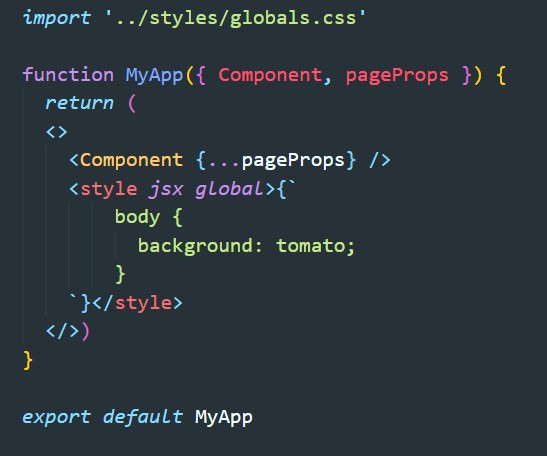 import '../styles/globals.css'
function MyApp({ Component, pageProps }) {
return (
<>
<Component {...pageProps} />
<style jsx global>{`
body {
background: tomato;
}
`}</style>
</>)
}
export default MyApp